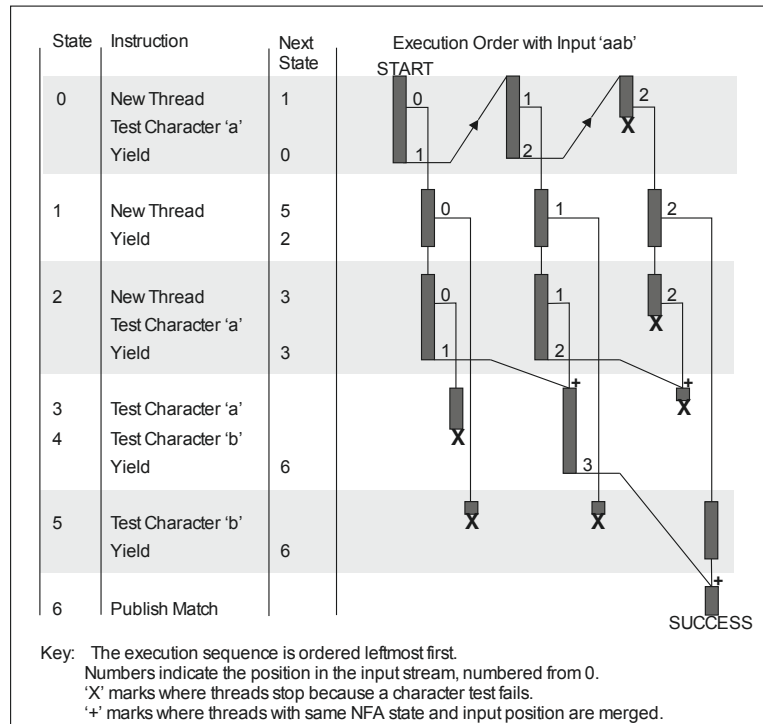 State Instruction Next State Execution Order with Input ‘aab’
START
0 New Thread 1 0 1 2
Test Character ‘a’ X
Yield 0 1 2
1 New Thread 5 0 1 2
Yield 2
2 New Thread 3 0 1 2
Test Character ‘a’ X
Yield 3 1 2
+ +
3 Test Character ‘a’ X
4 Test Character ‘b’ X
Yield 6 3
5 Test Character ‘b’ X X
Yield 6
+
6 Publish Match
SUCCESS
Key: The execution sequence is ordered leftmost first.
Numbers indicate the position in the input stream, numbered from 0.
‘X’ marks where threads stop because a character test fails.
‘+’ marks where threads with same NFA state and input position are merged.